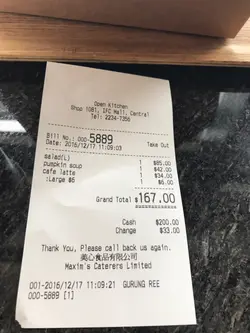 Open Kitchen
Shop 1081, IFC Mall, Central
Tel: 2234-7356
Bill No.: 000-5889
Date: 2016/12/17 11:09:03 Take Out
salad(L) 1 $85.00
pumpkin soup 1 $42.00
cafe latte 1 $34.00
:Large $6 1 $6.00
Grand Total $167.00
Cash $200.00
Change $33.00
Thank You, Please call back us again.
美心食品有限公司
Maxim's Caterers Limited
001-2016/12/17 11:09:21 GURUNG REE
000-5889 [1]